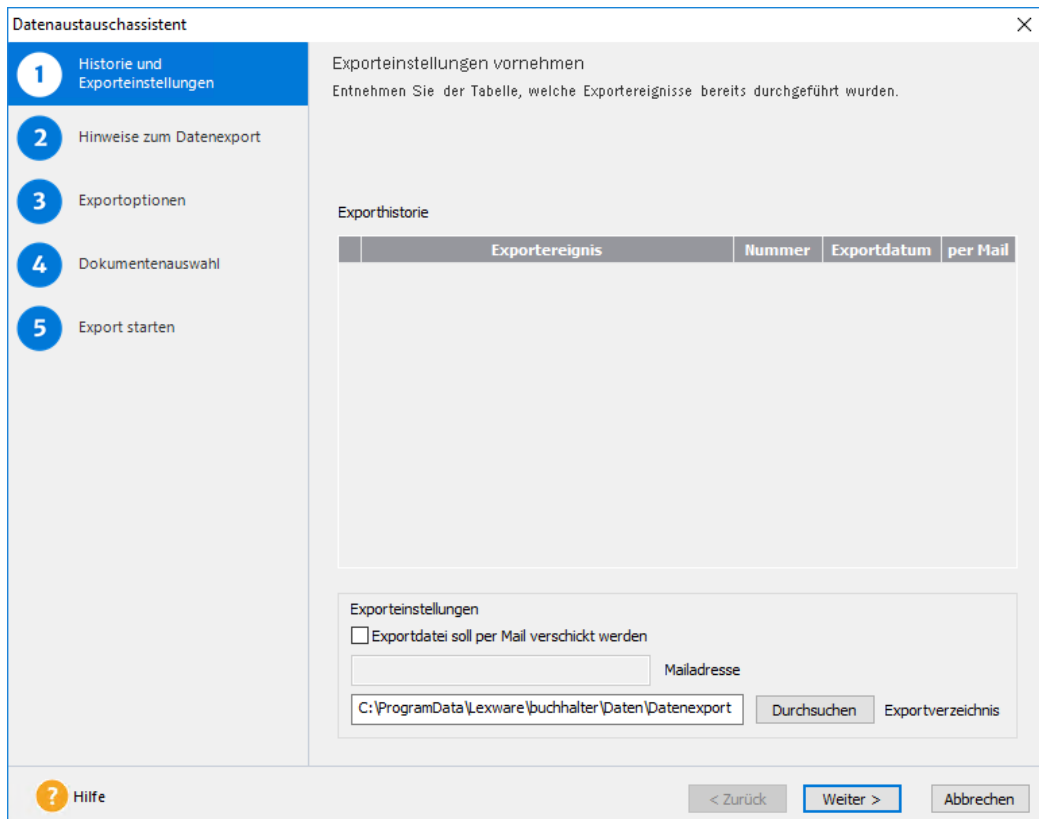 Datenaustauschassistent
1
Historie und
Exporteinstellungen
2
Hinweise zum Datenexport
3
Exportoptionen
4
Dokumentenauswahl
5
Export starten
Exporteinstellungen vornehmen
Entnehmen Sie der Tabelle, welche Exportereignisse bereits durchgeführt wurden.
Exporthistorie
Exportereignis Nummer Exportdatum per Mail
Exporteinstellungen
Exportdatei soll per Mail verschickt werden
Mailadresse
C:\ProgramData\Lexware\buchhalter\Daten\Datenexport Durchsuchen Exportverzeichnis
? Hilfe < Zurück Weiter > Abbrechen